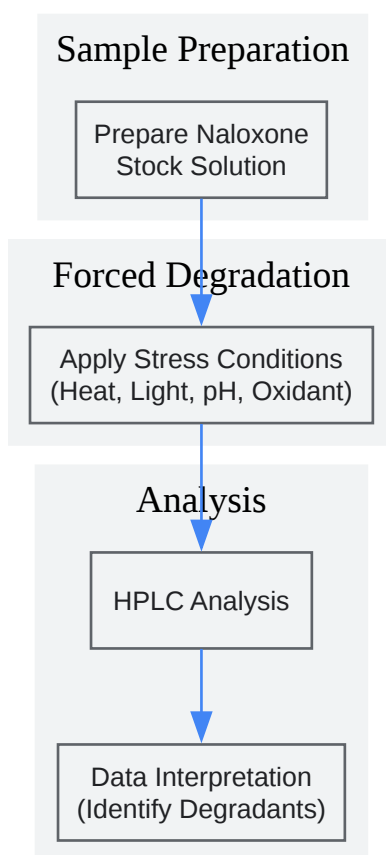 Sample Preparation
Prepare Naloxone
Stock Solution
Forced Degradation
Apply Stress Conditions
(Heat, Light, pH, Oxidant)
Analysis
HPLC Analysis
Data Interpretation
(Identify Degradants)